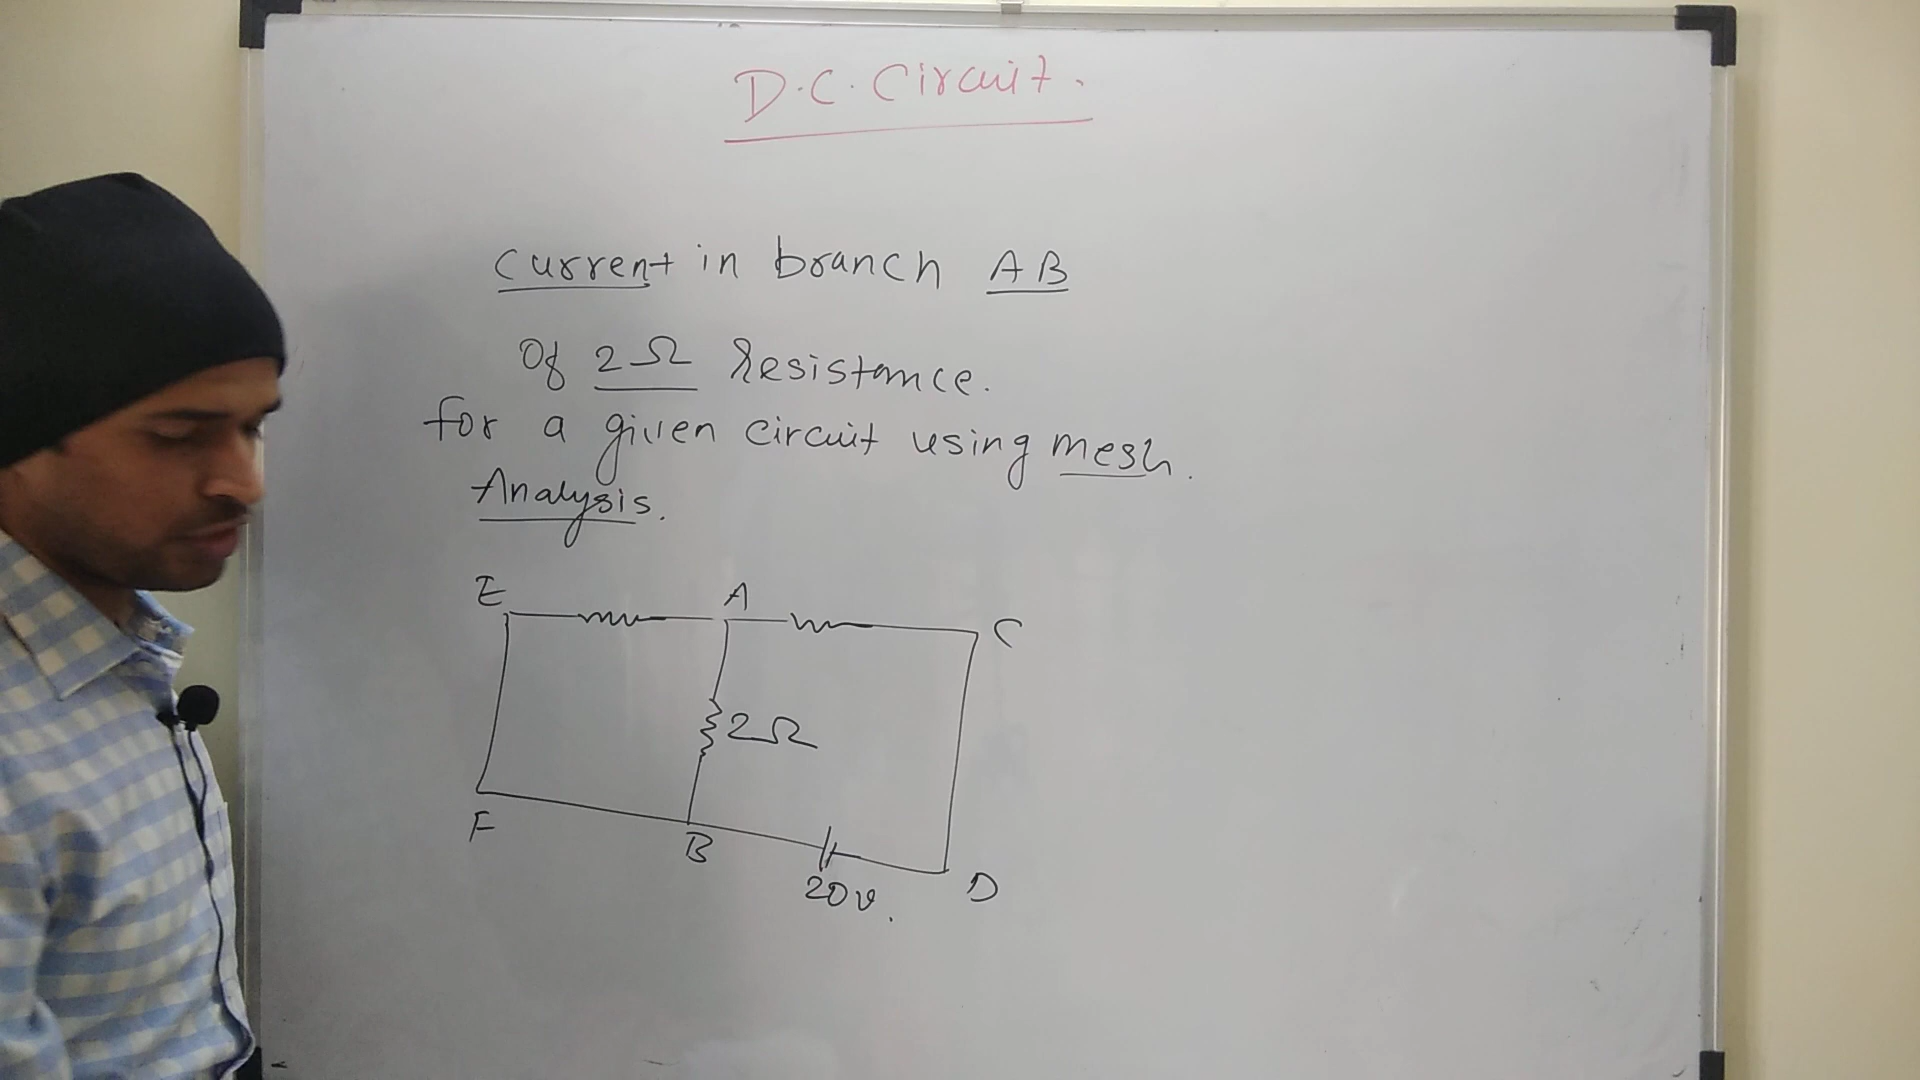 D.C. Circuit.
Current in branch AB
Of 2Ω Resistance.
for a given circuit using mesh.
Analysis.
E A C
2Ω
F B D
20v.